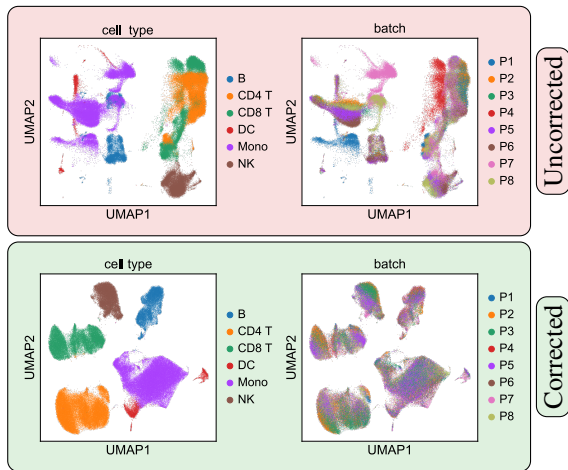 cell_type
batch
UMAP2
B
CD4 T
CD8 T
DC
Mono
NK
UMAP1
UMAP2
P1
P2
P3
P4
P5
P6
P7
P8
UMAP1
Uncorrected
cell type
batch
UMAP2
B
CD4 T
CD8 T
DC
Mono
NK
UMAP1
UMAP2
P1
P2
P3
P4
P5
P6
P7
P8
UMAP1
Corrected